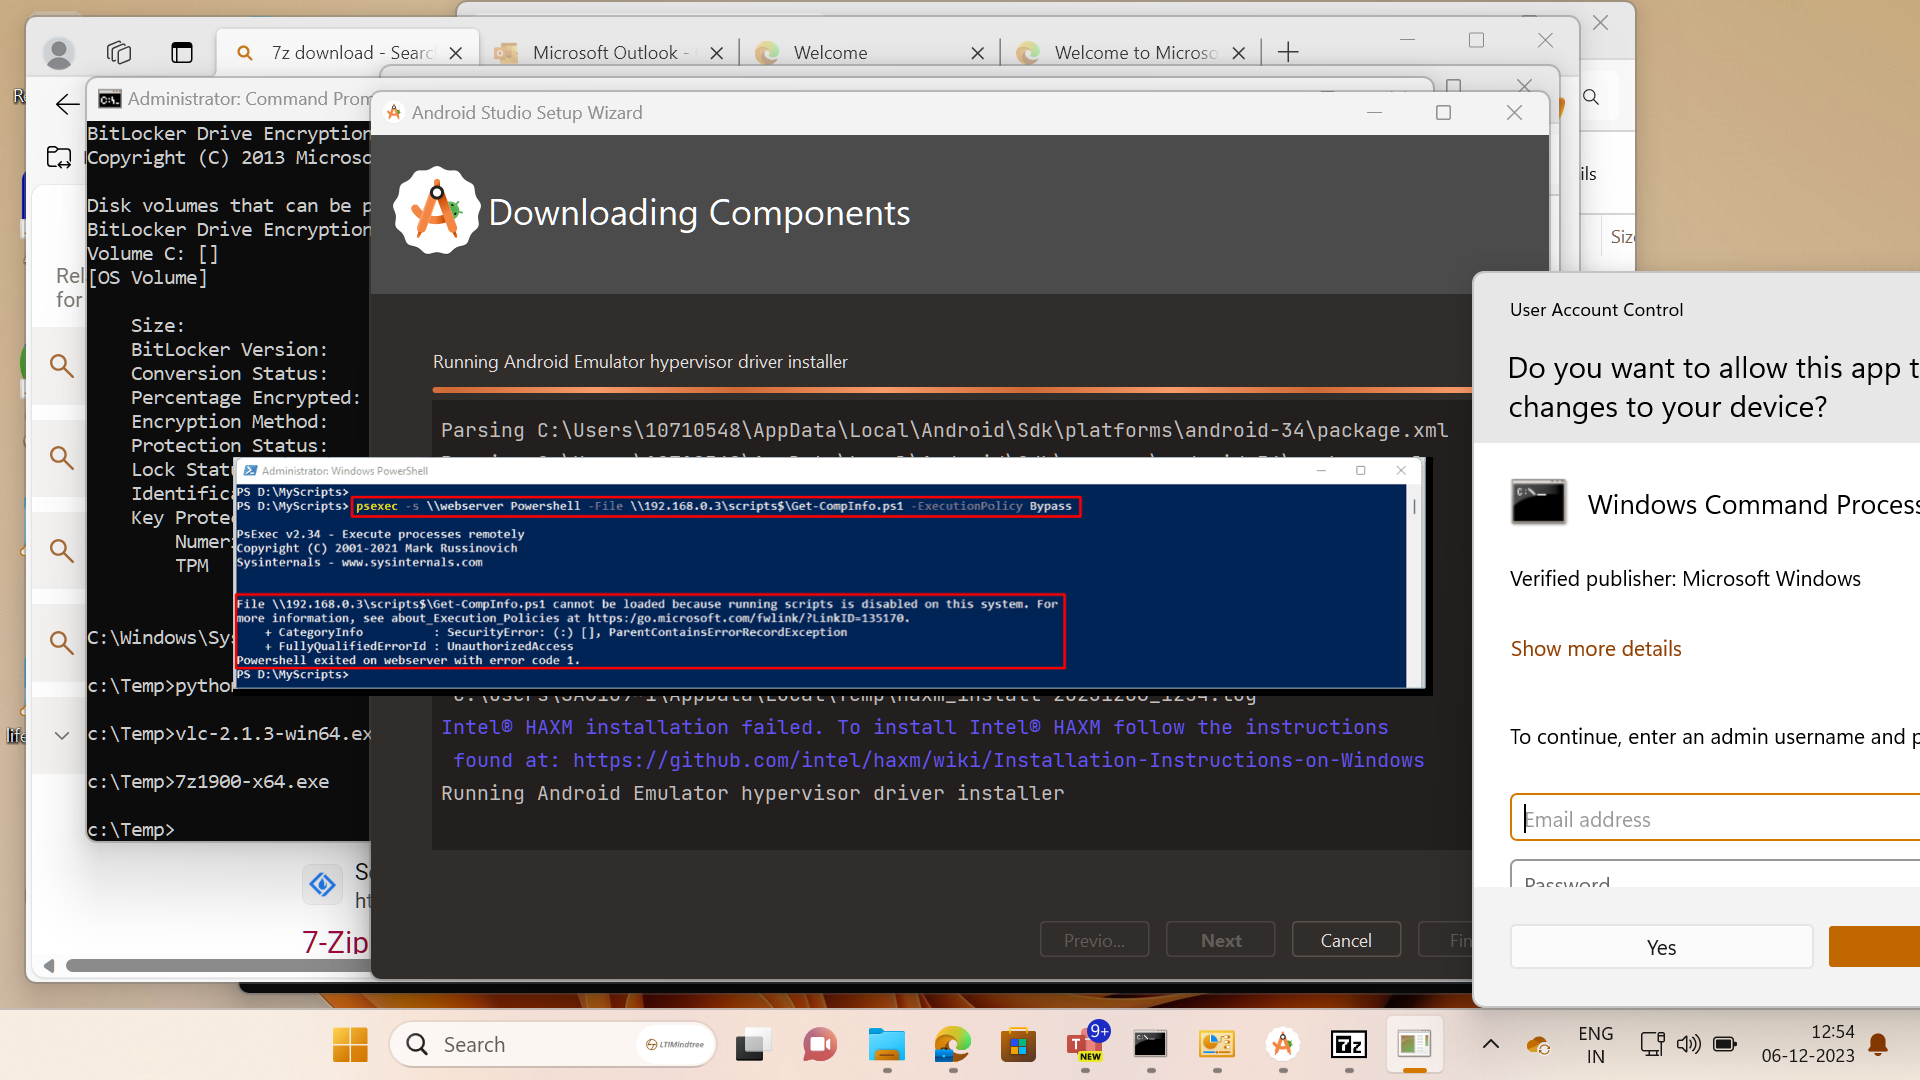 7z download - Searc
Microsoft Outlook -
Welcome
Welcome to Microso
Administrator: Command Prom
BitLocker Drive Encryption
Copyright (C) 2013 Microso
Disk volumes that can be p
BitLocker Drive Encryption
Volume C: []
[OS Volume]
Size:
BitLocker Version:
Conversion Status:
Percentage Encrypted:
Encryption Method:
Protection Status:
Lock Statu
Identifica
Key Prote
Numeri
TPM
C:\Windows\Sys
c:\Temp>python
c:\Temp>vlc-2.1.3-win64.ex
c:\Temp>7z1900-x64.exe
c:\Temp>
Rel
for
life
7-Zip
Android Studio Setup Wizard
Downloading Components
Running Android Emulator hypervisor driver installer
Parsing C:\Users\10710548\AppData\Local\Android\Sdk\platforms\android-34\package.xml
Administrator: Windows PowerShell
PS D:\MyScripts>
PS D:\MyScripts> psexec -s \\webserver Powershell -File \\192.168.0.3\scripts$\Get-CompInfo.ps1 -ExecutionPolicy Bypass
PsExec v2.34 - Execute processes remotely
Copyright (C) 2001-2021 Mark Russinovich
Sysinternals - www.sysinternals.com
File \\192.168.0.3\scripts$\Get-CompInfo.ps1 cannot be loaded because running scripts is disabled on this system. For
more information, see about_Execution_Policies at https:/go.microsoft.com/fwlink/?LinkID=135170.
+ CategoryInfo : SecurityError: (:) [], ParentContainsErrorRecordException
+ FullyQualifiedErrorId : UnauthorizedAccess
Powershell exited on webserver with error code 1.
PS D:\MyScripts>
Intel® HAXM installation failed. To install Intel® HAXM follow the instructions
found at: https://github.com/intel/haxm/wiki/Installation-Instructions-on-Windows
Running Android Emulator hypervisor driver installer
Previo...
Next
Cancel
Fin
ils
Size
User Account Control
Do you want to allow this app t
changes to your device?
Windows Command Process
Verified publisher: Microsoft Windows
Show more details
To continue, enter an admin username and p
Email address
Password
Yes
Search
LTIMindtree
9+
NEW
7z
ENG
IN
12:54
06-12-2023